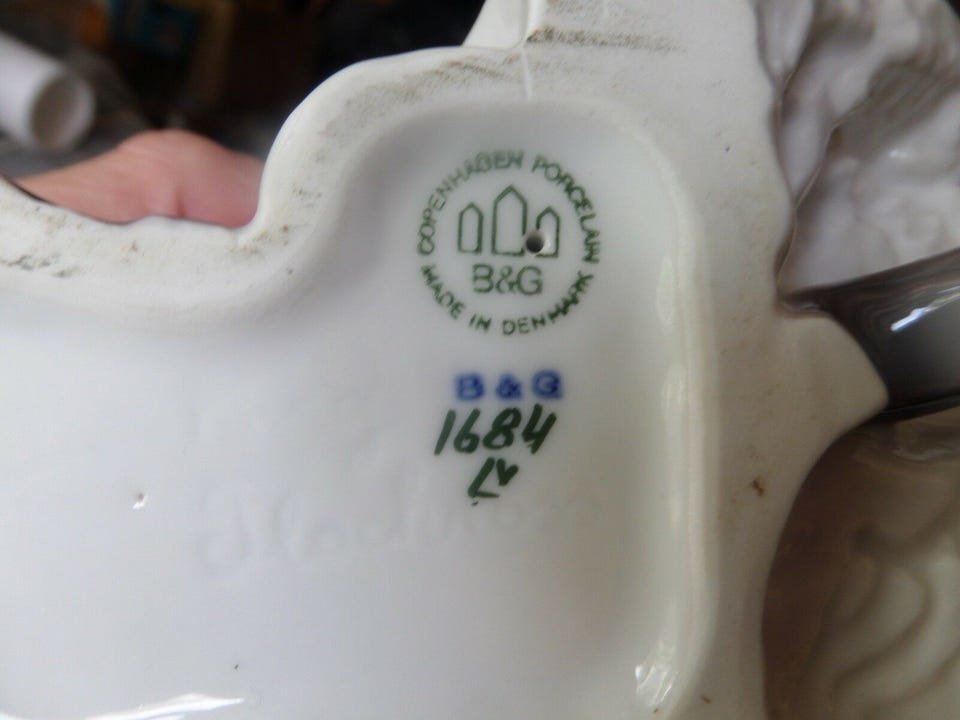 COPENHAGEN PORCELAIN
B&G
MADE IN DENMARK
B & G
1684